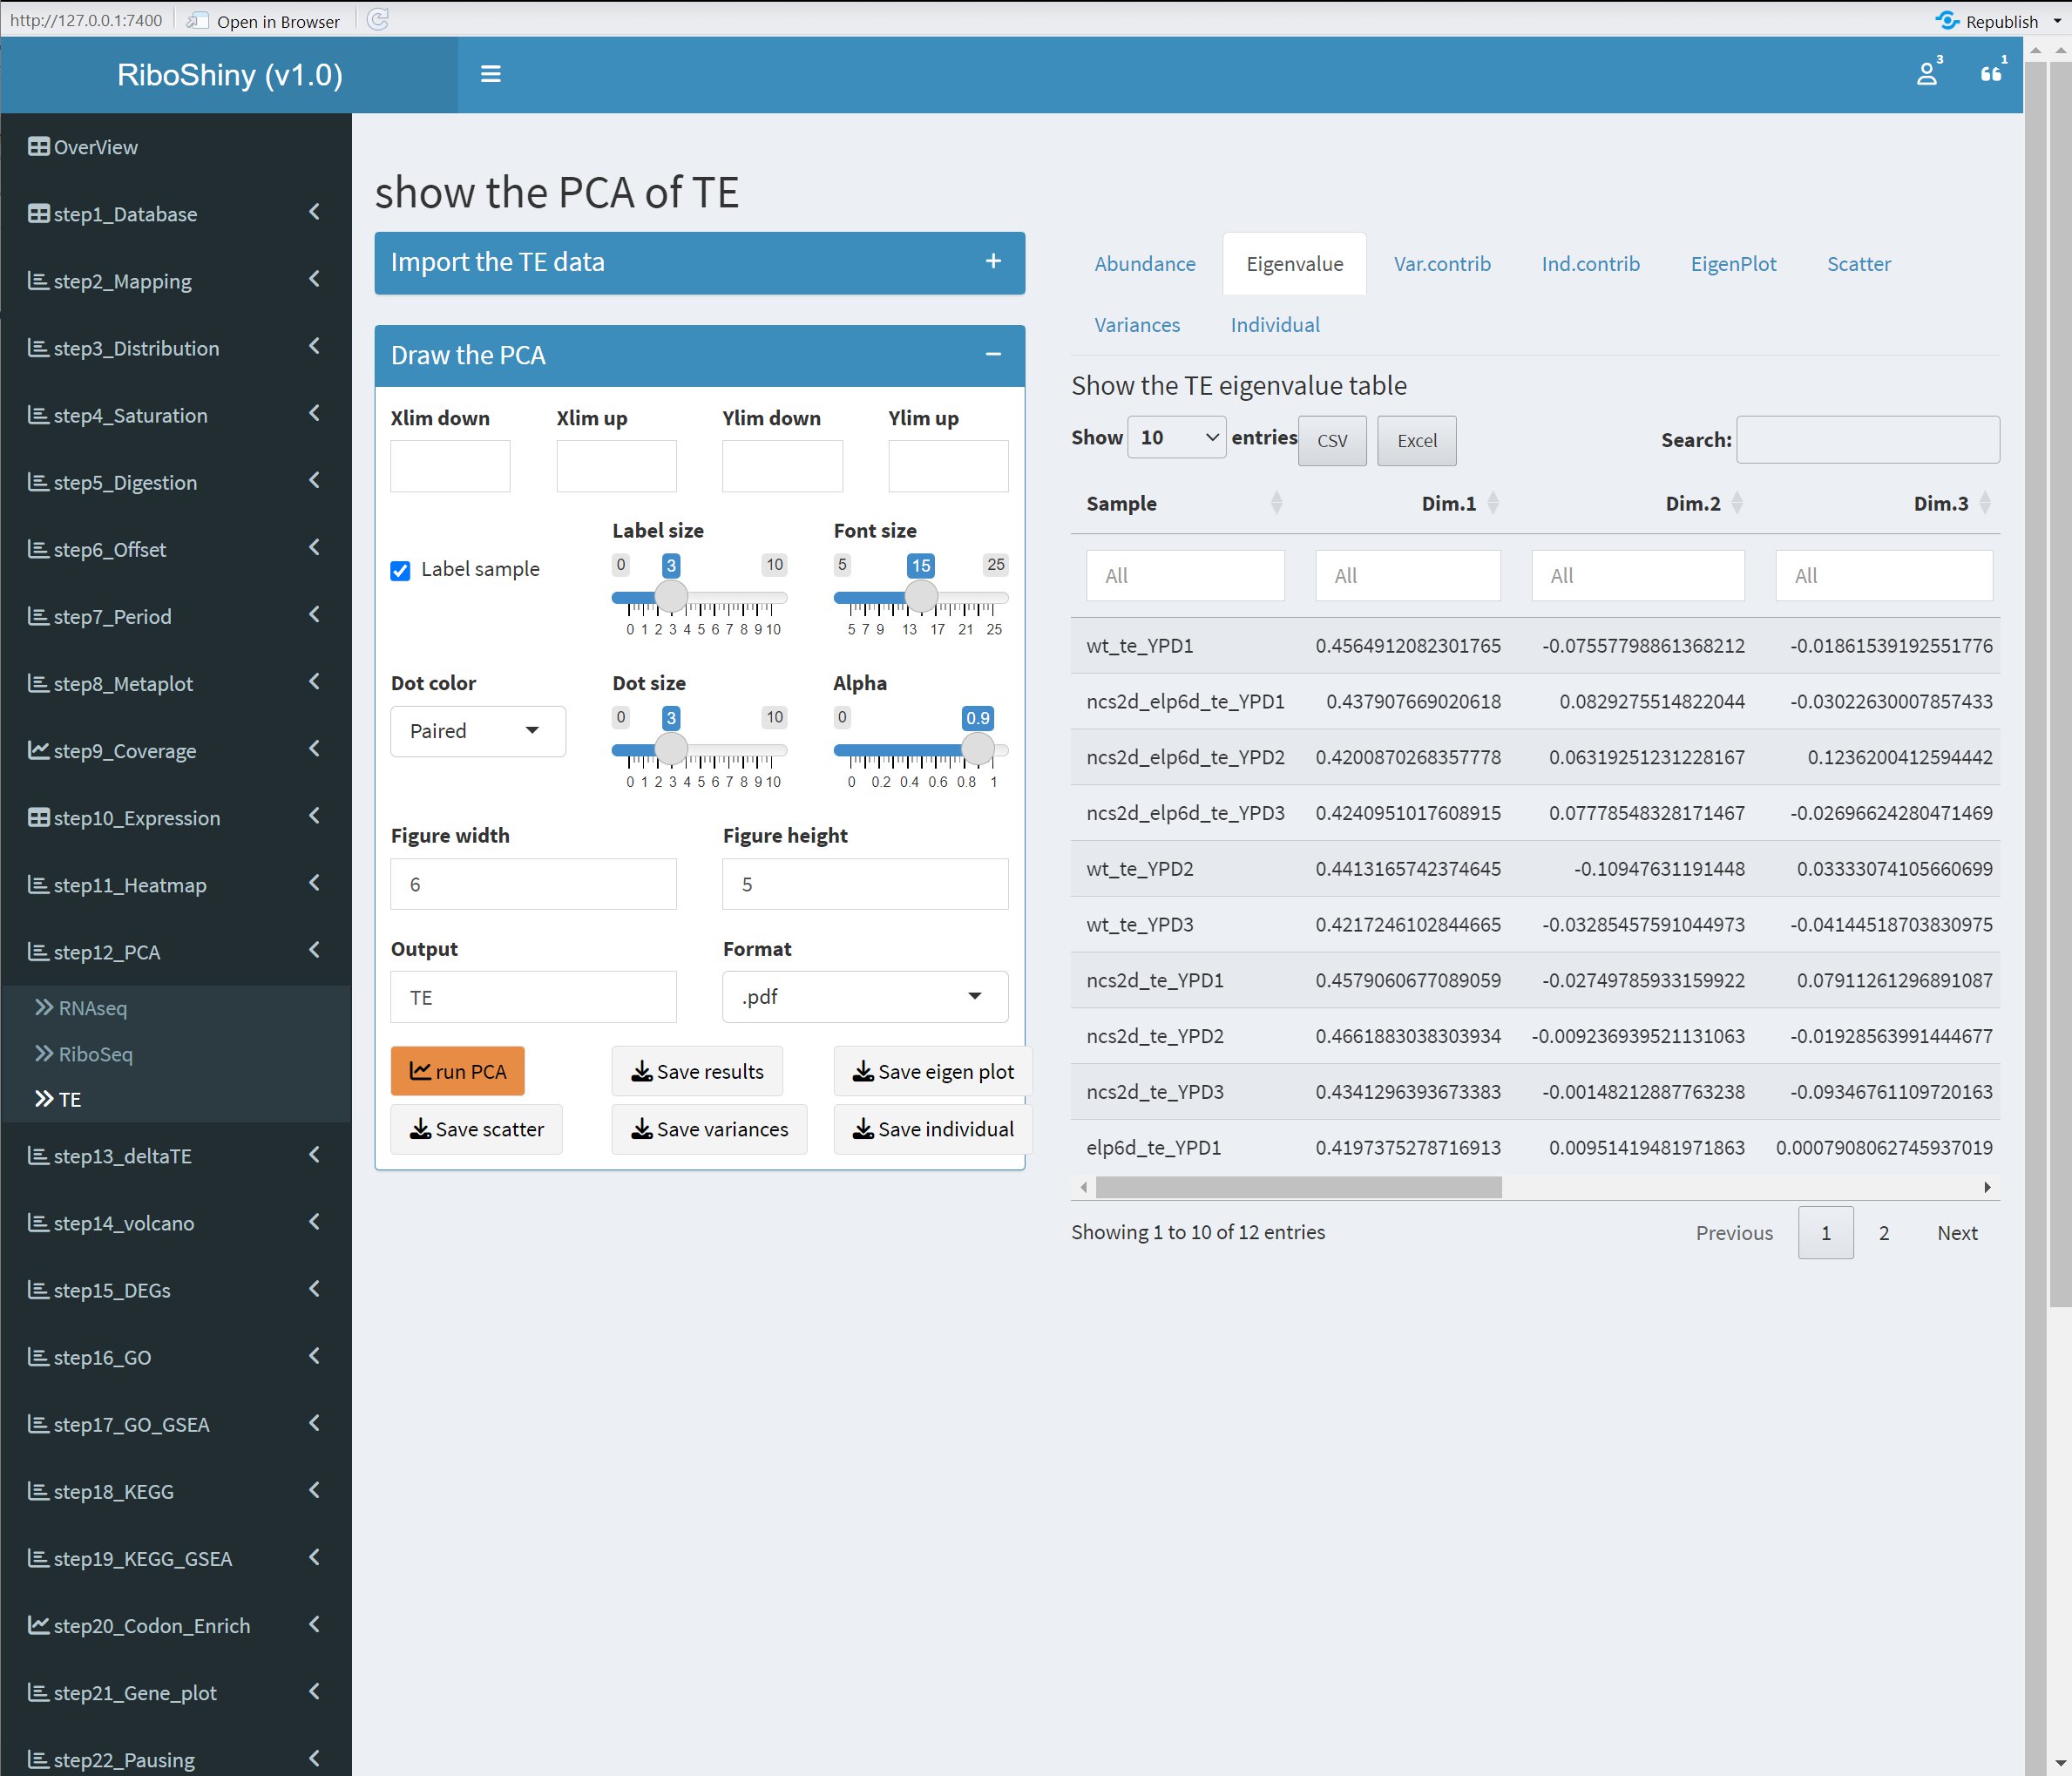 http://127.0.0.1:7400 Open in Browser Republish
RiboShiny (v1.0) 3 1
OverView
step1_Database
step2_Mapping
step3_Distribution
step4_Saturation
step5_Digestion
step6_Offset
step7_Period
step8_Metaplot
step9_Coverage
step10_Expression
step11_Heatmap
step12_PCA
RNAseq
RiboSeq
TE
step13_deltaTE
step14_volcano
step15_DEGs
step16_GO
step17_GO_GSEA
step18_KEGG
step19_KEGG_GSEA
step20_Codon_Enrich
step21_Gene_plot
step22_Pausing
show the PCA of TE
Import the TE data
Draw the PCA
Xlim down Xlim up Ylim down Ylim up
Label sample
Label size
0 3 10
0 1 2 3 4 5 6 7 8 9 10
Font size
5 15 25
5 7 9 13 17 21 25
Dot color
Paired
Dot size
0 3 10
0 1 2 3 4 5 6 7 8 9 10
Alpha
0 0.9
0 0.2 0.4 0.6 0.8 1
Figure width Figure height
6 5
Output Format
TE .pdf
run PCA Save results Save eigen plot
Save scatter Save variances Save individual
Abundance Eigenvalue Var.contrib Ind.contrib EigenPlot Scatter
Variances Individual
Show the TE eigenvalue table
Show 10 entries CSV Excel Search:
Sample Dim.1 Dim.2 Dim.3
All All All All
wt_te_YPD1 0.4564912082301765 -0.07557798861368212 -0.01861539192551776
ncs2d_elp6d_te_YPD1 0.437907669020618 0.0829275514822044 -0.03022630007857433
ncs2d_elp6d_te_YPD2 0.4200870268357778 0.06319251231228167 0.1236200412594442
ncs2d_elp6d_te_YPD3 0.4240951017608915 0.07778548328171467 -0.02696624280471469
wt_te_YPD2 0.4413165742374645 -0.10947631191448 0.03333074105660699
wt_te_YPD3 0.4217246102844665 -0.03285457591044973 -0.04144518703830975
ncs2d_te_YPD1 0.4579060677089059 -0.02749785933159922 0.07911261296891087
ncs2d_te_YPD2 0.4661883038303934 -0.009236939521131063 -0.01928563991444677
ncs2d_te_YPD3 0.4341296393673383 -0.00148212887763238 -0.09346761109720163
elp6d_te_YPD1 0.4197375278716913 0.00951419481971863 0.0007908062745937019
Showing 1 to 10 of 12 entries Previous 1 2 Next